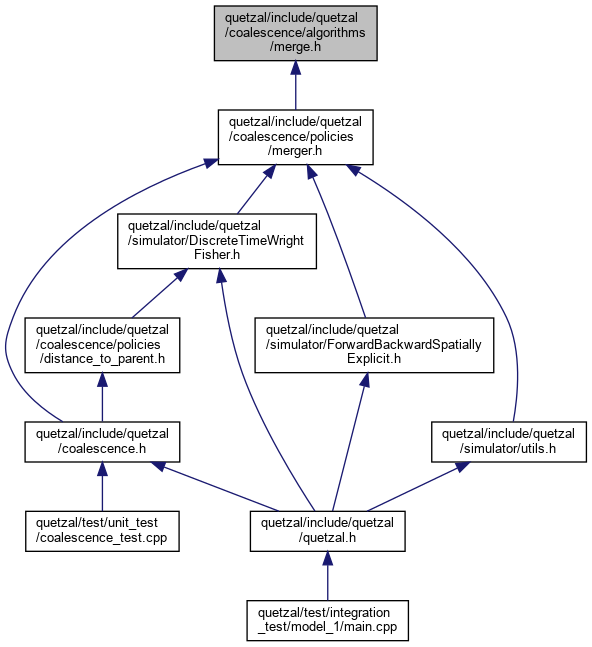 quetzal/include/quetzal
/coalescence/algorithms
/merge.h
quetzal/include/quetzal
/coalescence/policies
/merger.h
quetzal/include/quetzal
/simulator/DiscreteTimeWright
Fisher.h
quetzal/include/quetzal
/coalescence/policies
/distance_to_parent.h
quetzal/include/quetzal
/simulator/ForwardBackwardSpatially
Explicit.h
quetzal/include/quetzal
/coalescence.h
quetzal/include/quetzal
/simulator/utils.h
quetzal/test/unit_test
/coalescence_test.cpp
quetzal/include/quetzal
/quetzal.h
quetzal/test/integration
_test/model_1/main.cpp